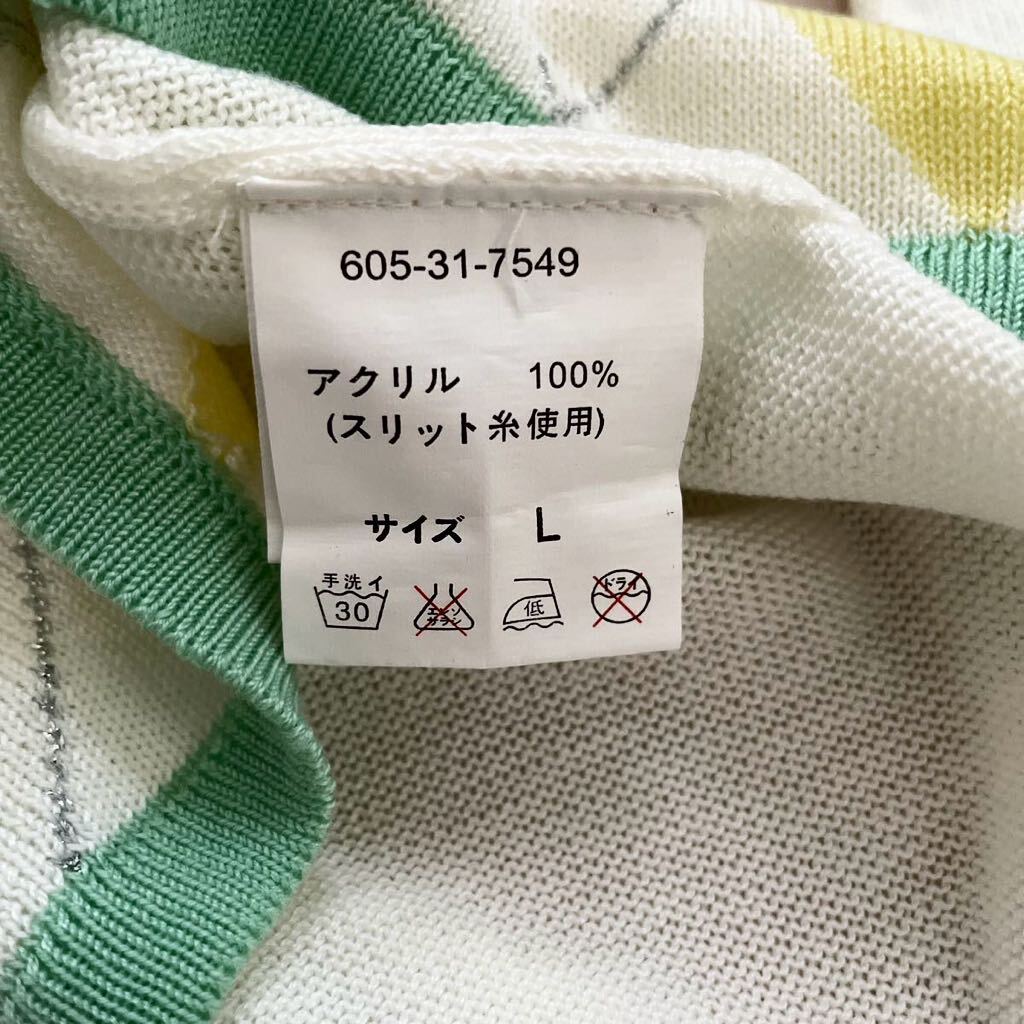 605-31-7549
アクリル 100%
(スリット糸使用)
サイズ L
手洗イ
30
エンソ
サラシ
低
ドライ